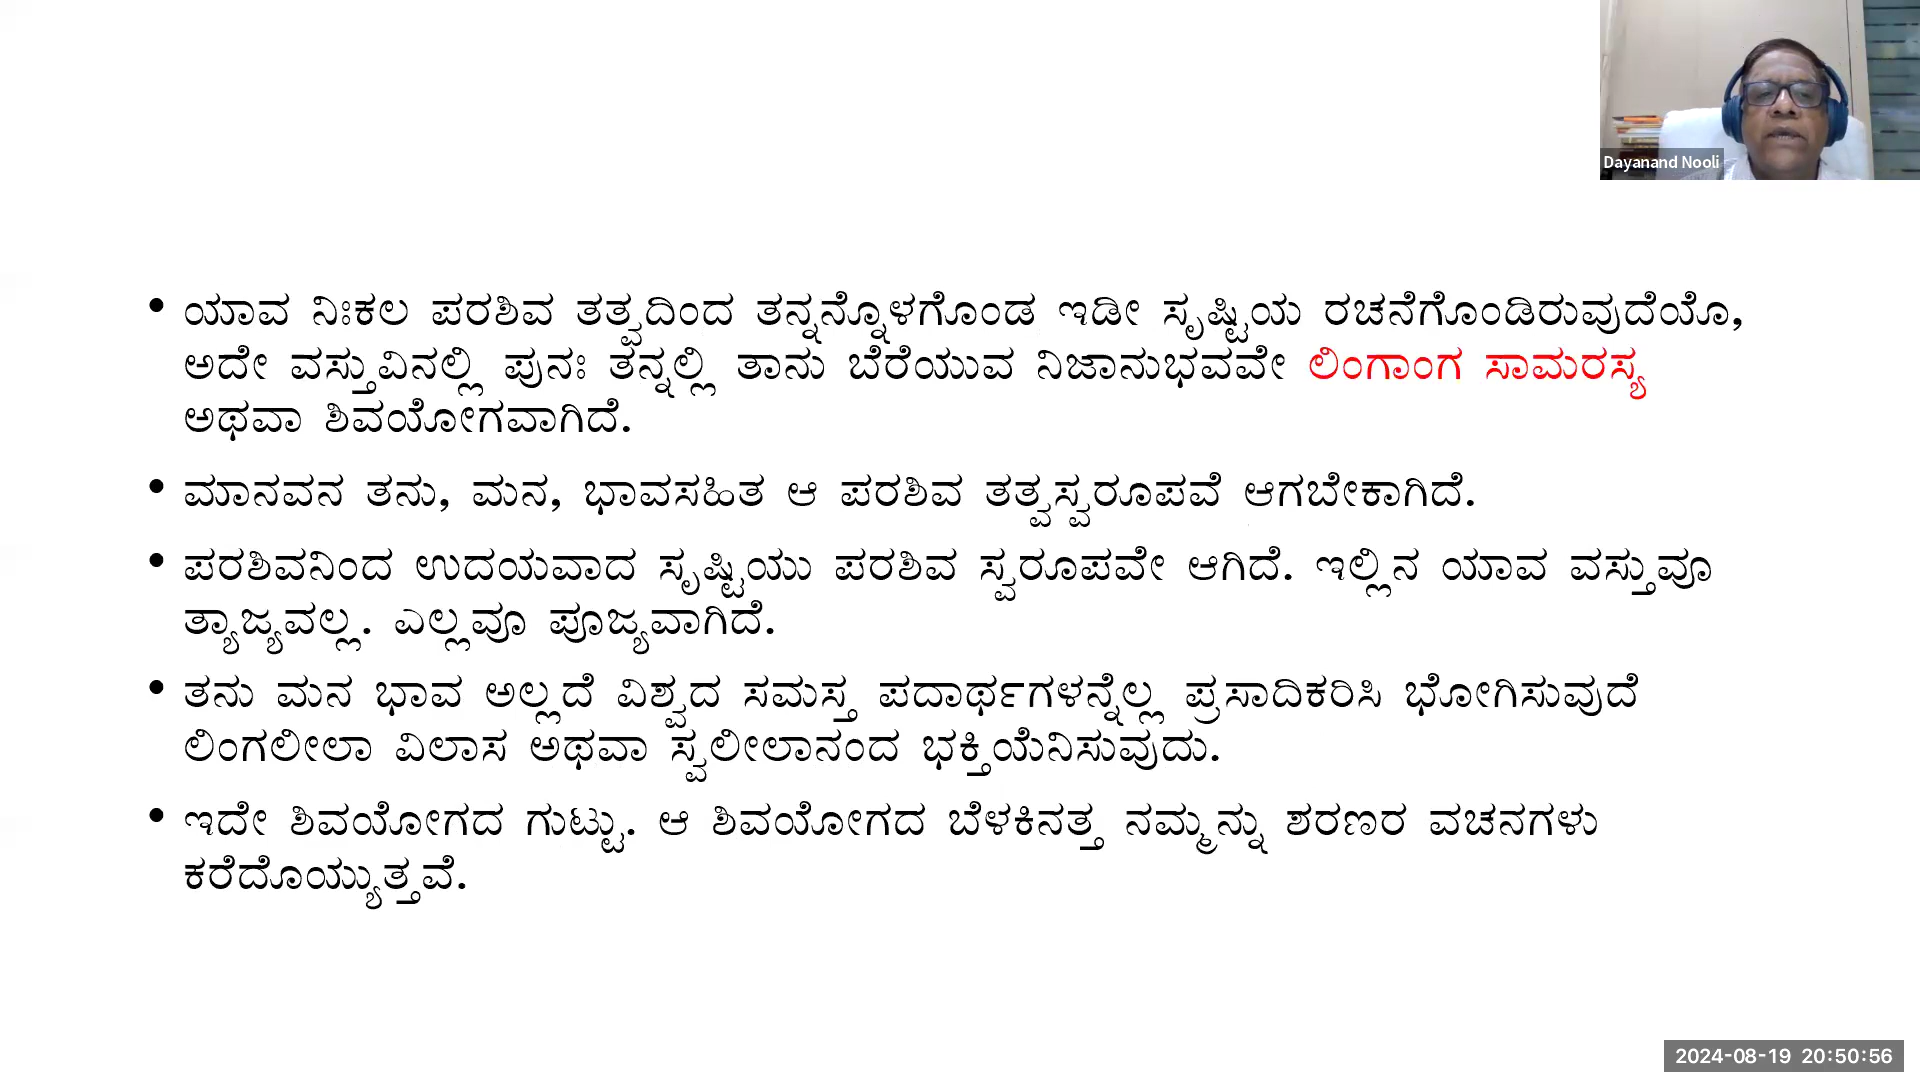 Dayanand Nooli
• ಯಾವ ನಿಃಕಲ ಪರಶಿವ ತತ್ವದಿಂದ ತನ್ನನ್ನೊಳಗೊಂಡ ಇಡೀ ಸೃಷ್ಟಿಯ ರಚನೆಗೊಂಡಿರುವುದೆಯೊ,
ಅದೇ ವಸ್ತುವಿನಲ್ಲಿ ಪುನಃ ತನ್ನಲ್ಲಿ ತಾನು ಬೆರೆಯುವ ನಿಜಾನುಭವವೇ ಲಿಂಗಾಂಗ ಸಾಮರಸ್ಯ
ಅಥವಾ ಶಿವಯೋಗವಾಗಿದೆ.
• ಮಾನವನ ತನು, ಮನ, ಭಾವಸಹಿತ ಆ ಪರಶಿವ ತತ್ವಸ್ವರೂಪವೆ ಆಗಬೇಕಾಗಿದೆ.
• ಪರಶಿವನಿಂದ ಉದಯವಾದ ಸೃಷ್ಟಿಯು ಪರಶಿವ ಸ್ವರೂಪವೇ ಆಗಿದೆ. ಇಲ್ಲಿನ ಯಾವ ವಸ್ತುವೂ
ತ್ಯಾಜ್ಯವಲ್ಲ. ಎಲ್ಲವೂ ಪೂಜ್ಯವಾಗಿದೆ.
• ತನು ಮನ ಭಾವ ಅಲ್ಲದೆ ವಿಶ್ವದ ಸಮಸ್ತ ಪದಾರ್ಥಗಳನ್ನೆಲ್ಲ ಪ್ರಸಾದಿಕರಿಸಿ ಭೋಗಿಸುವುದೆ
ಲಿಂಗಲೀಲಾ ವಿಲಾಸ ಅಥವಾ ಸ್ವಲೀಲಾನಂದ ಭಕ್ತಿಯೆನಿಸುವುದು.
• ಇದೇ ಶಿವಯೋಗದ ಗುಟ್ಟು. ಆ ಶಿವಯೋಗದ ಬೆಳಕಿನತ್ತ ನಮ್ಮನ್ನು ಶರಣರ ವಚನಗಳು
ಕರೆದೊಯ್ಯುತ್ತವೆ.
2024-08-19 20:50:56